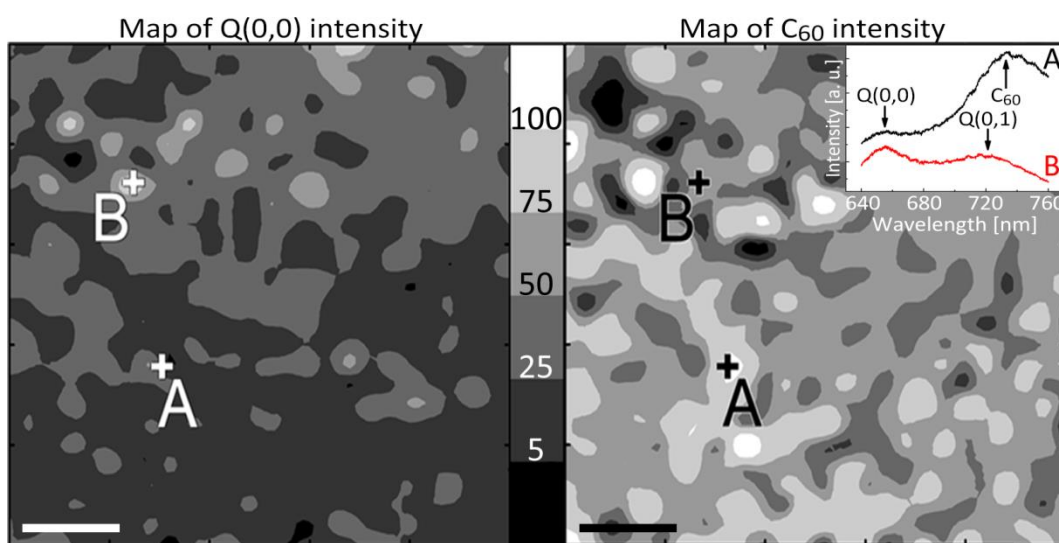 Map of Q(0,0) intensity
Map of C₆₀ intensity
B
A
100
75
50
25
5
B
A
Intensity [a. u.]
Q(0,0)
C₆₀
Q(0,1)
A
B
640 680 720 760
Wavelength [nm]